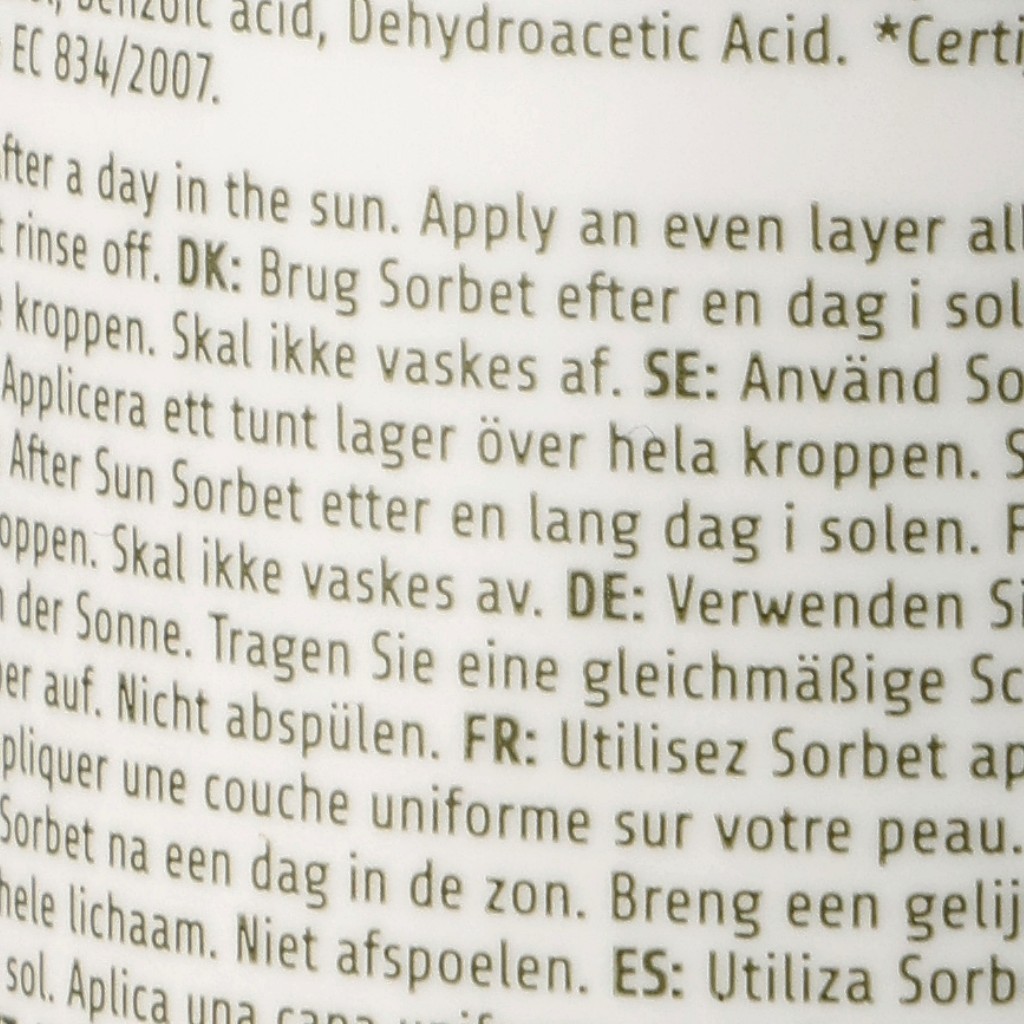 acid, Dehydroacetic Acid. *Certi
EC 834/2007.
fter a day in the sun. Apply an even layer all
rinse off. DK: Brug Sorbet efter en dag i sol
kroppen. Skal ikke vaskes af. SE: Använd So
Applicera ett tunt lager över hela kroppen. S
After Sun Sorbet etter en lang dag i solen. F
oppen. Skal ikke vaskes av. DE: Verwenden Si
der Sonne. Tragen Sie eine gleichmäßige Sc
er auf. Nicht abspülen. FR: Utilisez Sorbet ap
pliquer une couche uniforme sur votre peau.
Sorbet na een dag in de zon. Breng een gelij
hele lichaam. Niet afspoelen. ES: Utiliza Sorb
sol. Aplica una capa unif